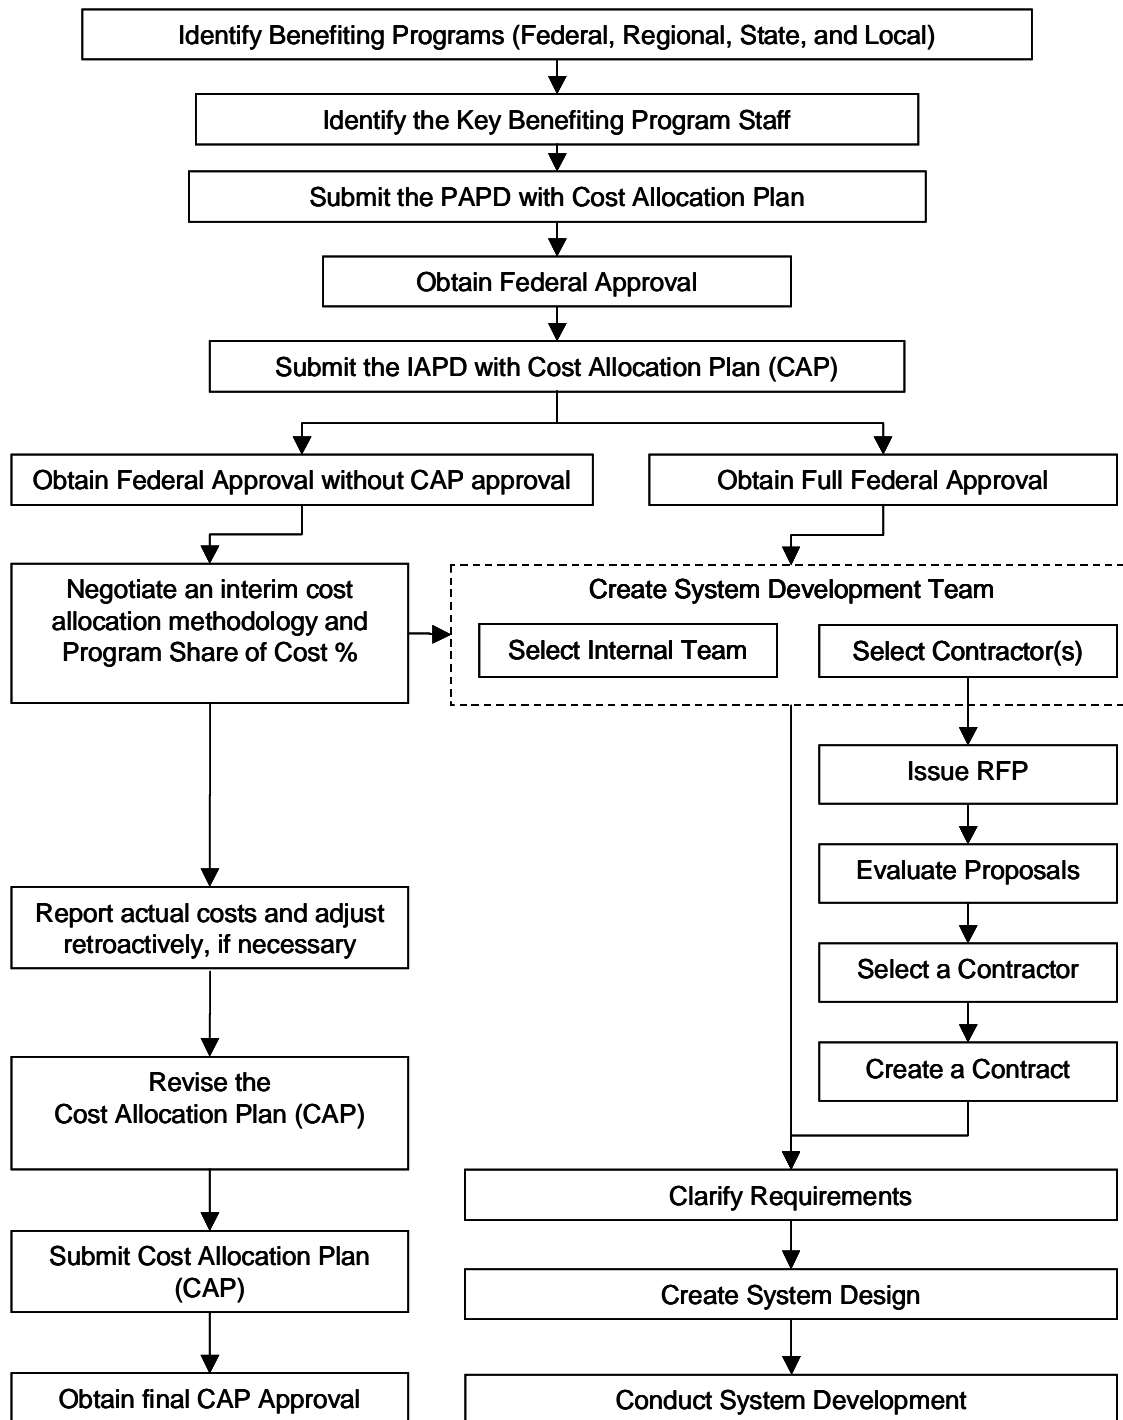 Identify Benefiting Programs (Federal, Regional, State, and Local)
Identify the Key Benefiting Program Staff
Submit the PAPD with Cost Allocation Plan
Obtain Federal Approval
Submit the IAPD with Cost Allocation Plan (CAP)
Obtain Federal Approval without CAP approval
Obtain Full Federal Approval
Negotiate an interim cost
allocation methodology and
Program Share of Cost %
Create System Development Team
Select Internal Team
Select Contractor(s)
Issue RFP
Evaluate Proposals
Report actual costs and adjust
retroactively, if necessary
Select a Contractor
Create a Contract
Revise the
Cost Allocation Plan (CAP)
Clarify Requirements
Submit Cost Allocation Plan
(CAP)
Create System Design
Obtain final CAP Approval
Conduct System Development